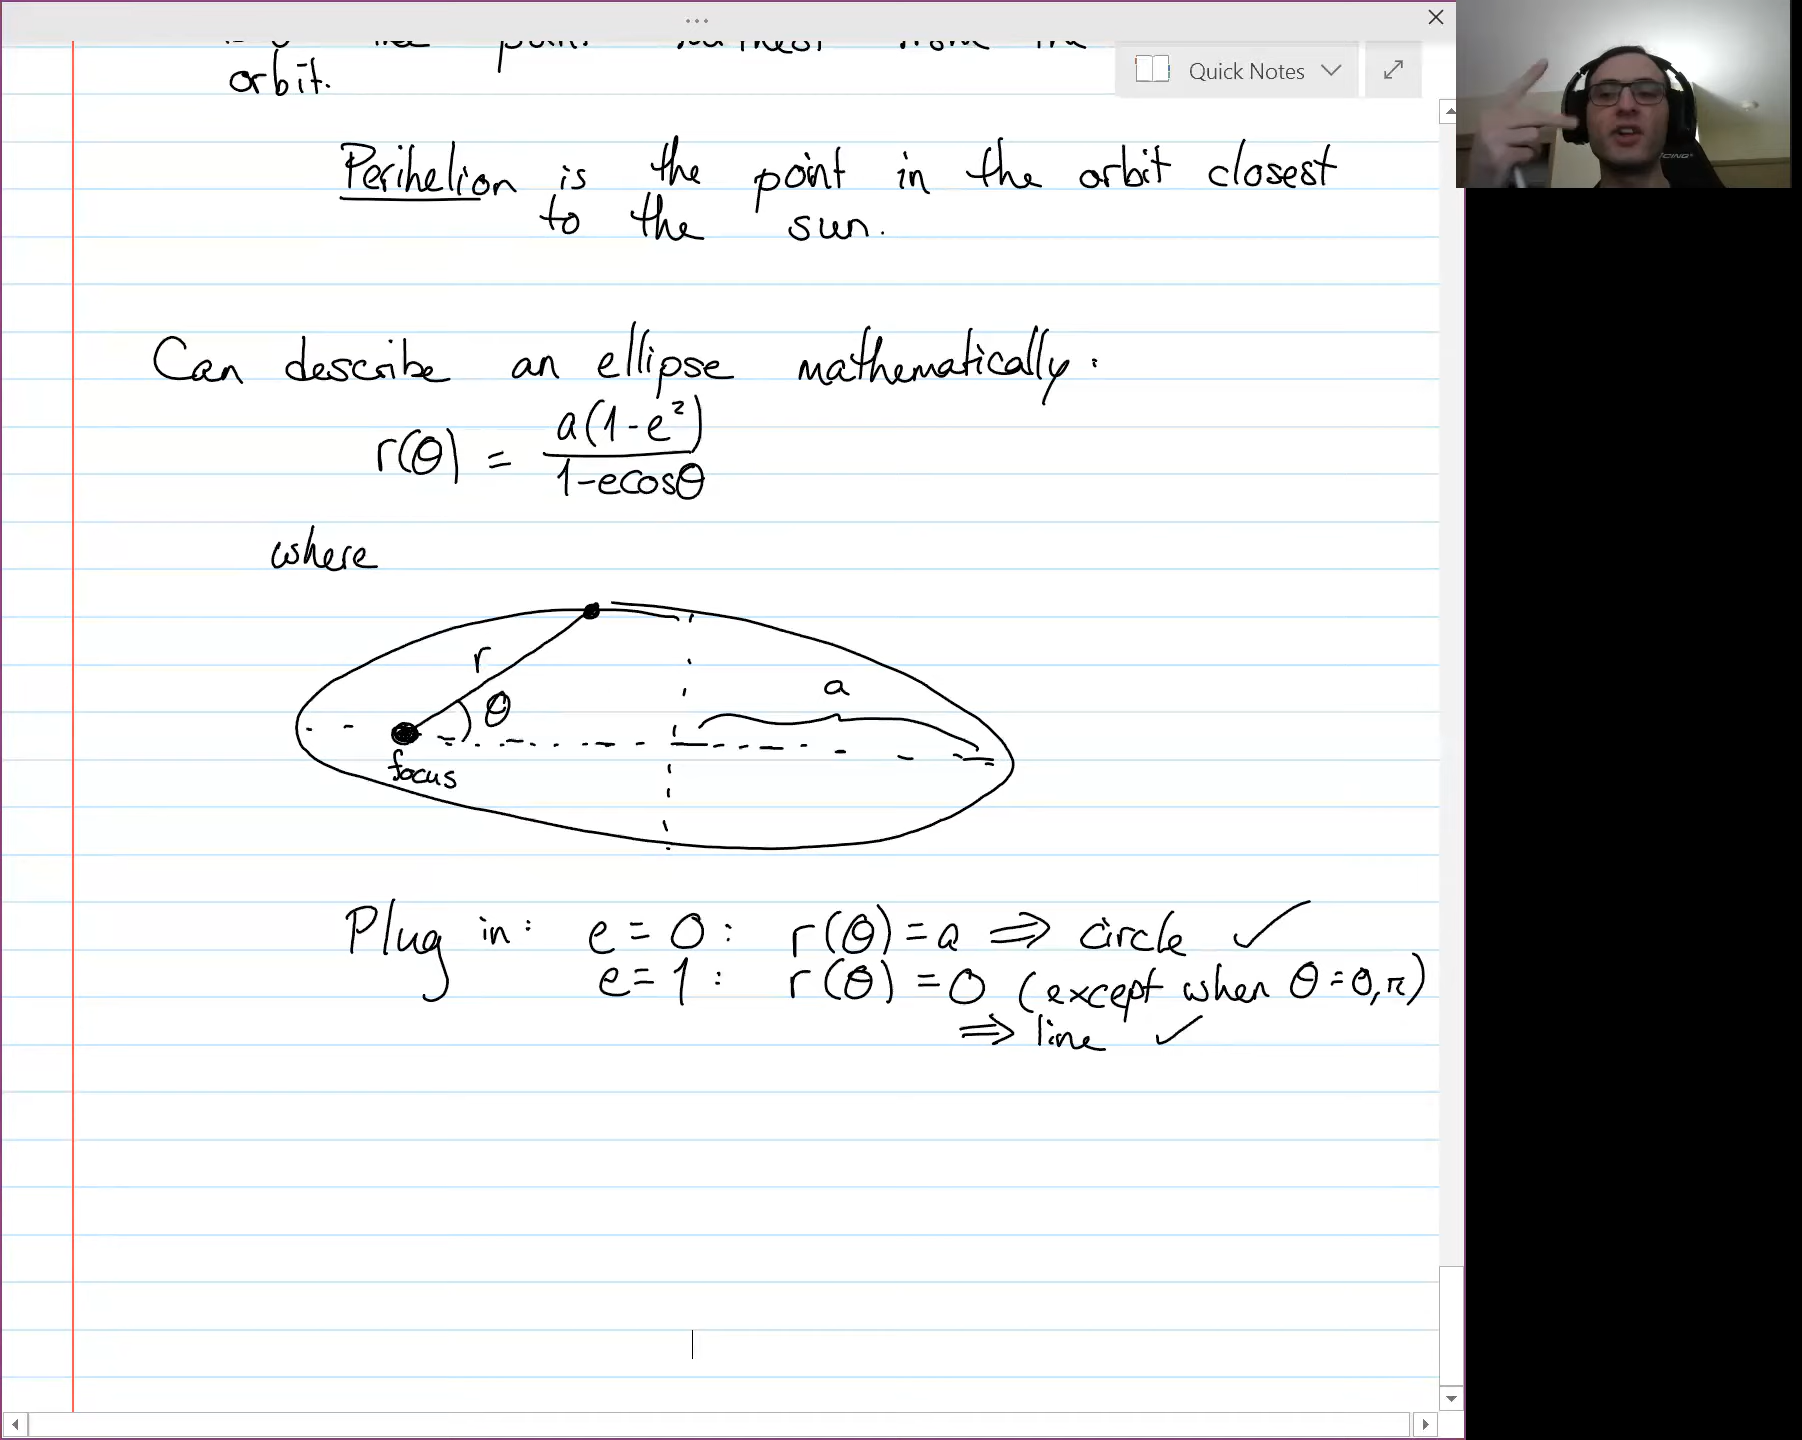 orbit.
Quick Notes
Perihelion is the point in the orbit closest
to the sun.
Can describe an ellipse mathematically:
r(θ) = a(1-e²) / 1-ecosθ
where
r
θ
a
focus
Plug in: e = 0 : r(θ) = a ⇒ circle ✓
e = 1 : r(θ) = 0 (except when θ = 0, π)
⇒ line ✓